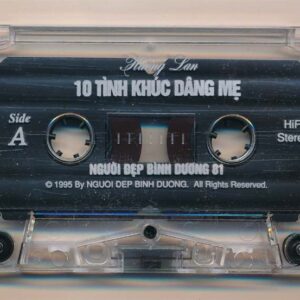 Hương Lan
10 TÌNH KHÚC DÂNG MẸ
Side
A
HiFi
Stereo
NGƯỜI ĐẸP BÌNH DƯƠNG 81
© 1995 By NGUOI DEP BINH DUONG. All Rights Reserved.